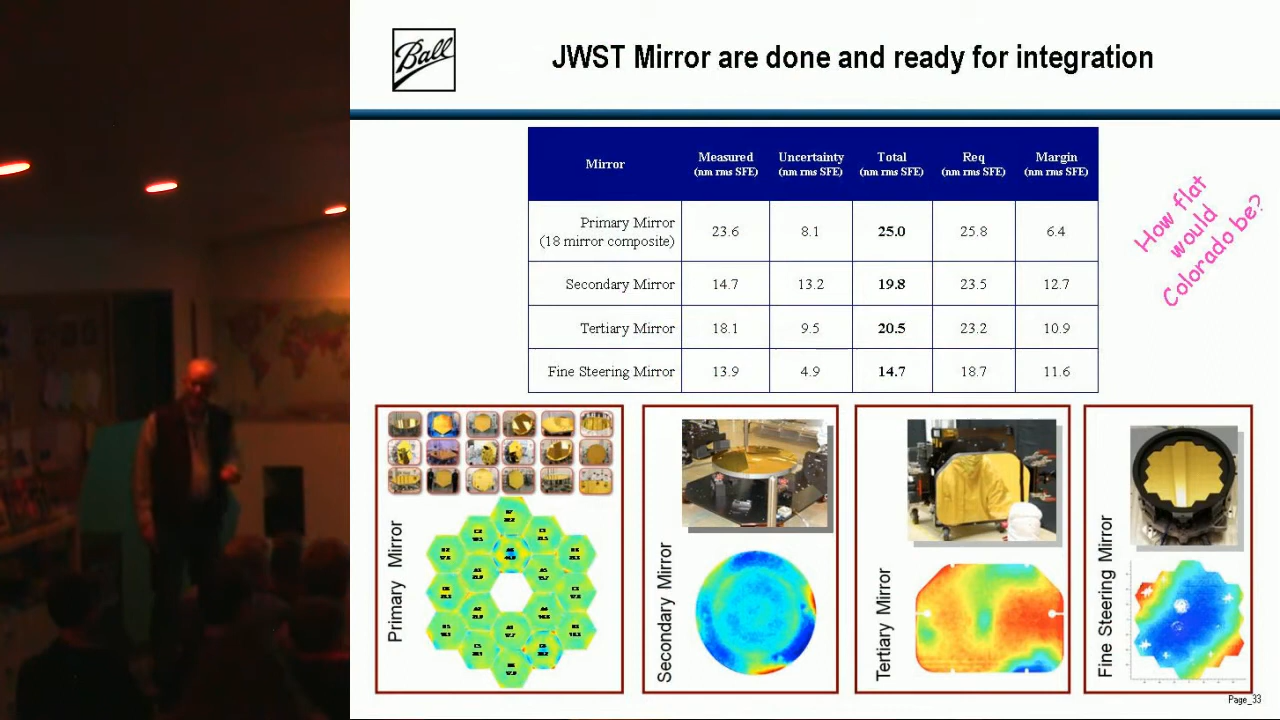 Ball
JWST Mirror are done and ready for integration
Mirror Measured (nm rms SFE) Uncertainty (nm rms SFE) Total (nm rms SFE) Req (nm rms SFE) Margin (nm rms SFE)
Primary Mirror (18 mirror composite) 23.6 8.1 25.0 25.8 6.4
Secondary Mirror 14.7 13.2 19.8 23.5 12.7
Tertiary Mirror 18.1 9.5 20.5 23.2 10.9
Fine Steering Mirror 13.9 4.9 14.7 18.7 11.6
How flat
would
Colorado be?
Primary Mirror
Secondary Mirror
Tertiary Mirror
Fine Steering Mirror
Page_33